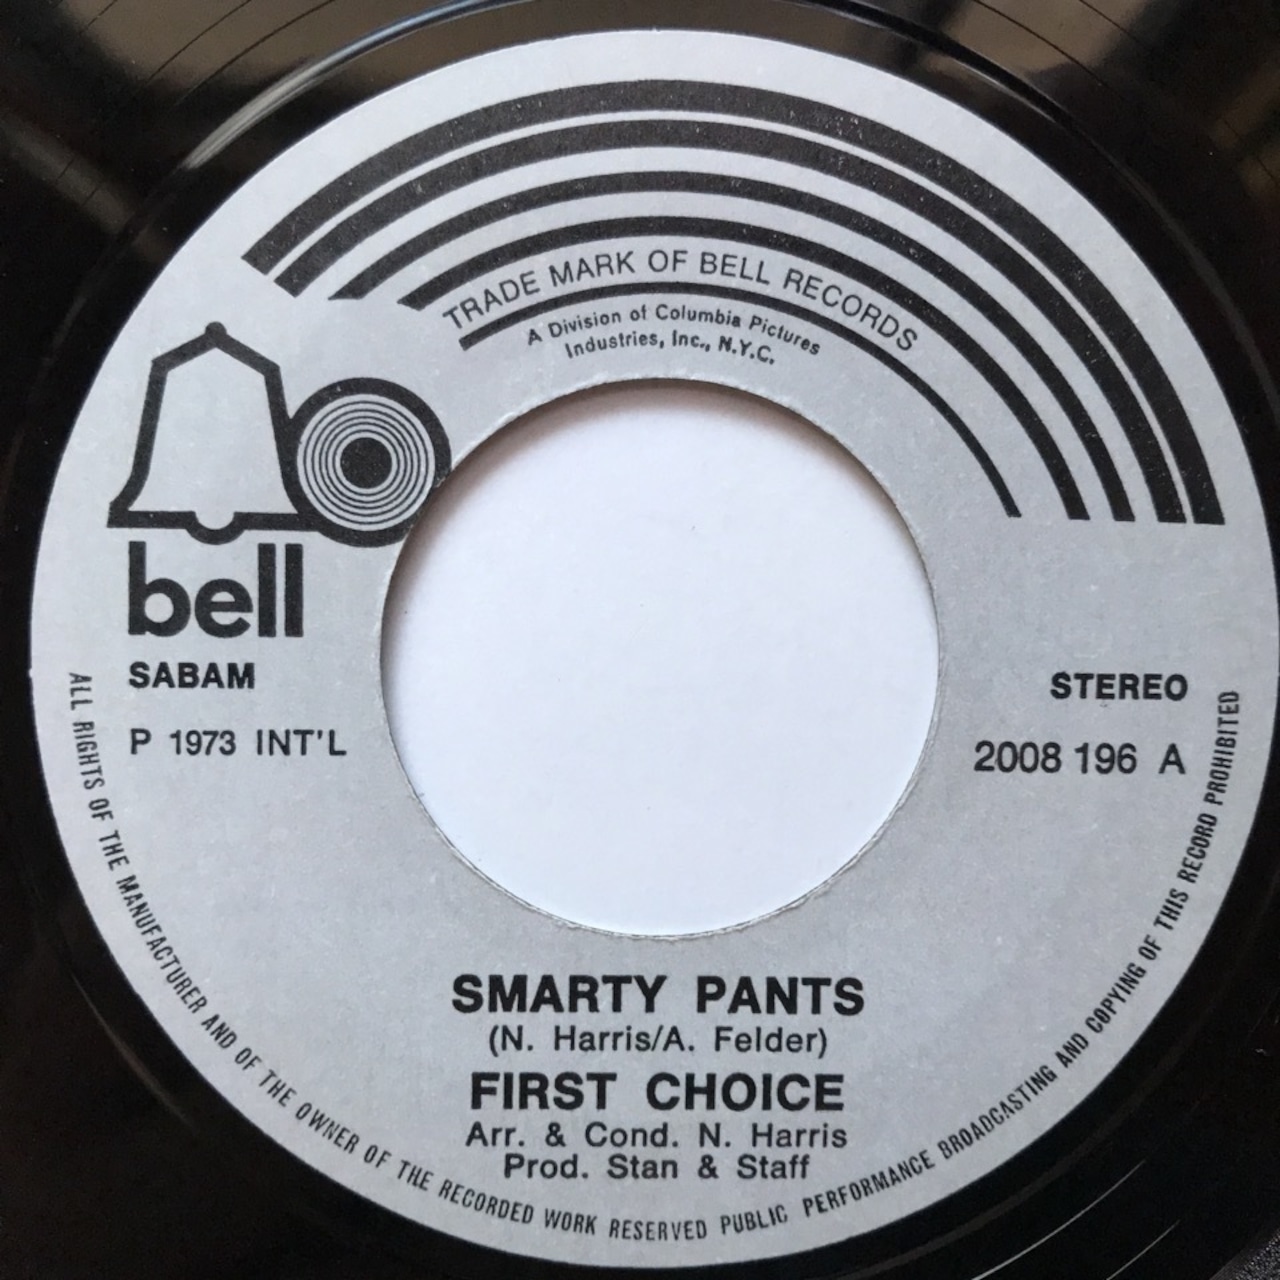 TRADE MARK OF BELL RECORDS
A Division of Columbia Pictures
Industries, Inc., N.Y.C.
bell
SABAM
P 1973 INT'L
STEREO
2008 196 A
SMARTY PANTS
(N. Harris/A. Felder)
FIRST CHOICE
Arr. & Cond. N. Harris
Prod. Stan & Staff
ALL RIGHTS OF THE MANUFACTURER AND OF THE OWNER OF THE RECORDED WORK RESERVED PUBLIC PERFORMANCE BROADCASTING AND COPYING OF THIS RECORD PROHIBITED